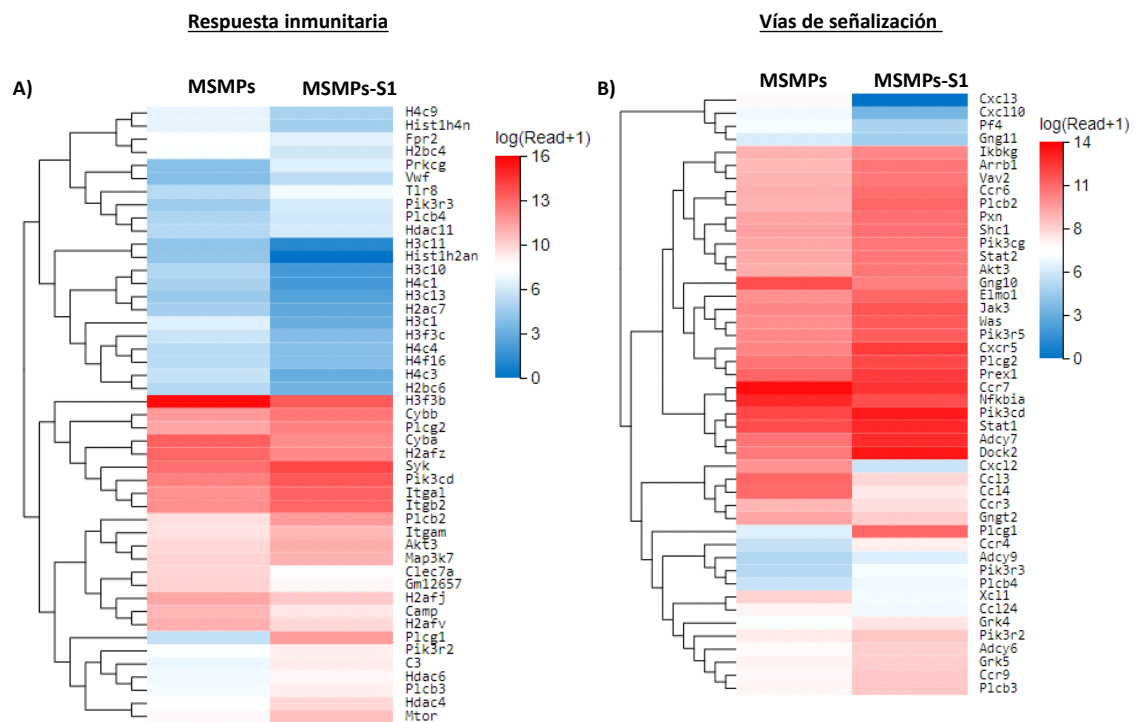 Respuesta inmunitaria
Vías de señalización
A)
MSMPs
MSMPs-S1
H4c9
Hist1h4n
Fpr2
H2bc4
Prkcg
Vwf
Tlr8
Pik3r3
Plcb4
Hdac11
H3c11
Hist1h2an
H3c10
H4c1
H3c13
H2ac7
H3c1
H3f3c
H4c4
H4f16
H4c3
H2bc6
H3f3b
Cybb
Plcg2
Cyba
H2afz
Syk
Pik3cd
Itgal
Itgb2
Plcb2
Itgam
Akt3
Map3k7
Clec7a
Gm12657
H2afj
Camp
H2afv
Plcg1
Pik3r2
C3
Hdac6
Plcb3
Hdac4
Mtor
log(Read+1)
16
13
10
6
3
0
B)
MSMPs
MSMPs-S1
Cxcl3
Cxcl10
Pf4
Gng11
Ikbkg
Arrb1
Vav2
Ccr6
Plcb2
Pxn
Shc1
Pik3cg
Stat2
Akt3
Gng10
Elmo1
Jak3
Was
Pik3r5
Cxcr5
Plcg2
Prex1
Ccr7
Nfkbia
Pik3cd
Stat1
Adcy7
Dock2
Cxcl2
Ccl3
Ccl4
Ccr3
Gngt2
Plcg1
Ccr4
Adcy9
Pik3r3
Plcb4
Xcl1
Ccl24
Grk4
Pik3r2
Adcy6
Grk5
Ccr9
Plcb3
log(Read+1)
14
11
8
6
3
0